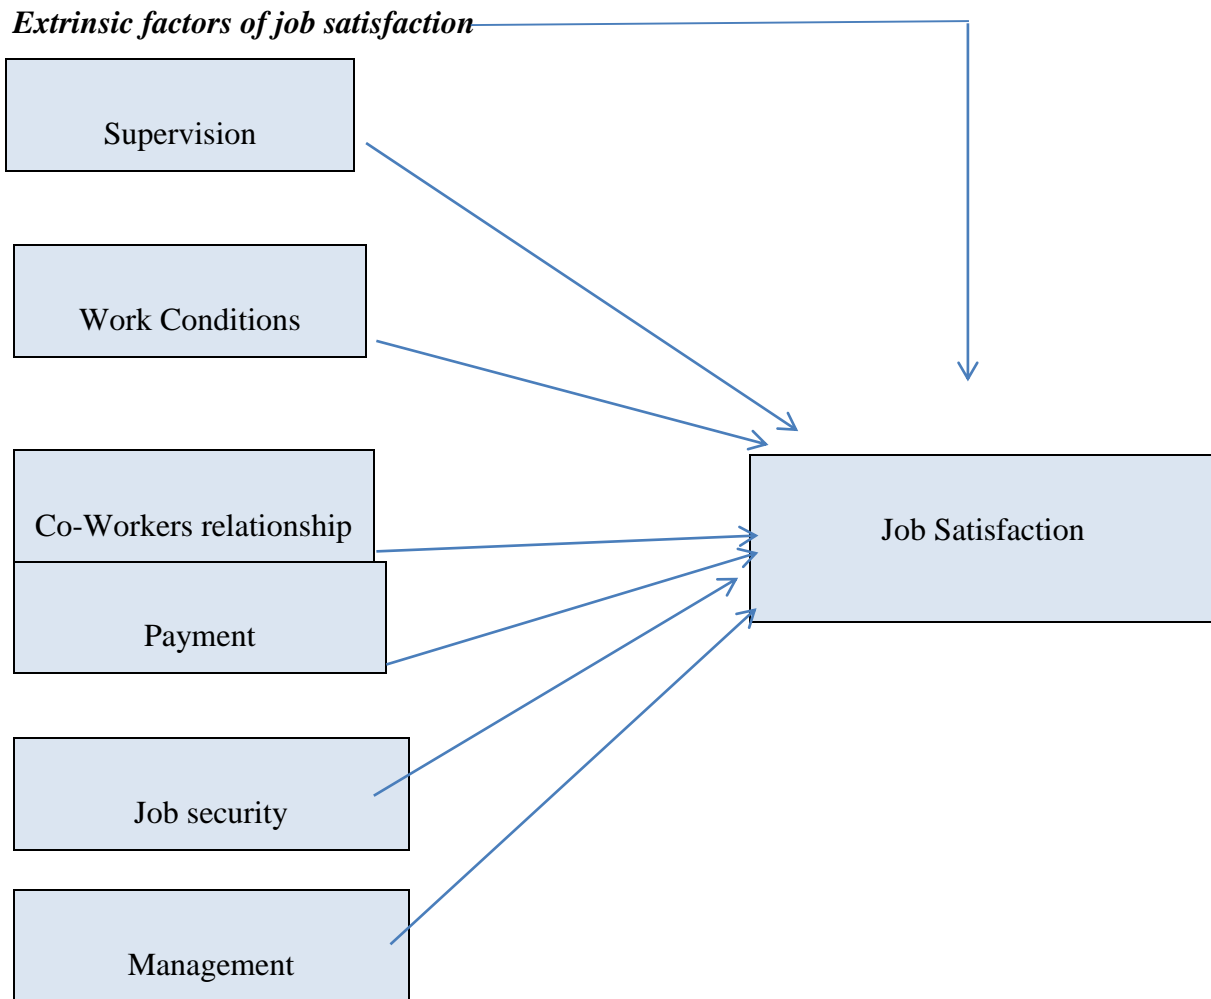 Extrinsic factors of job satisfaction
Supervision
Work Conditions
Co-Workers relationship
Job Satisfaction
Payment
Job security
Management